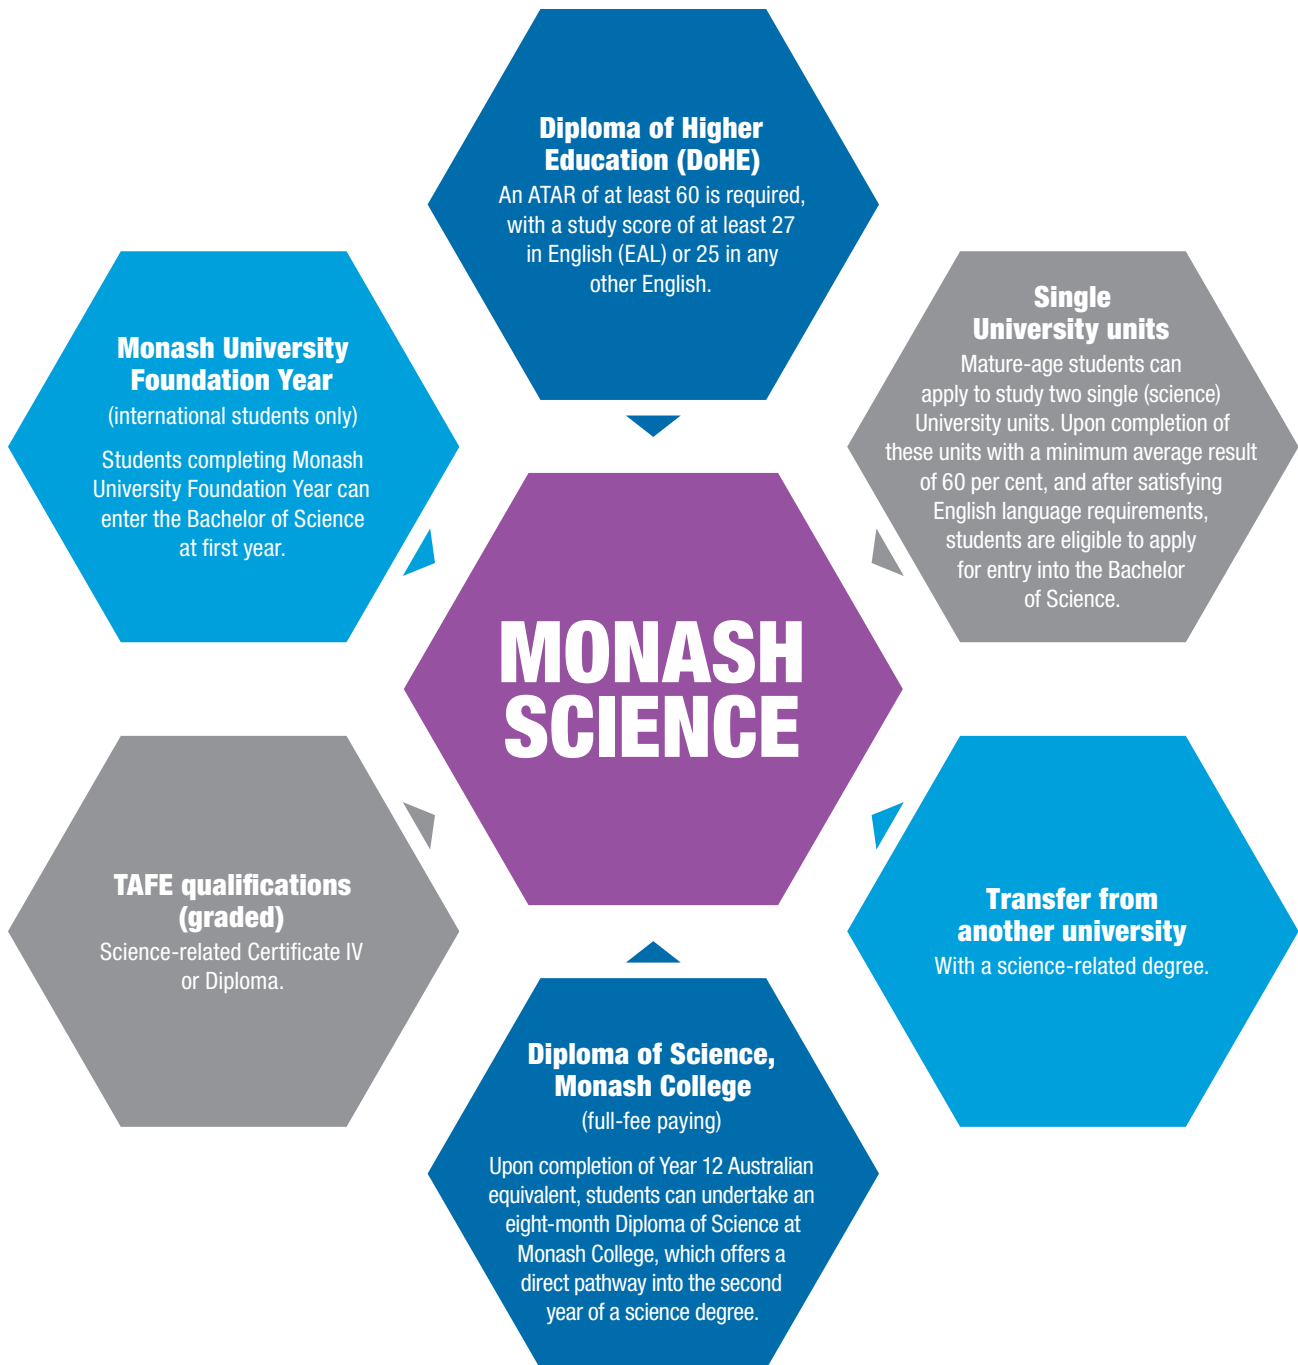 Diploma of Higher
Education (DoHE)
An ATAR of at least 60 is required,
with a study score of at least 27
in English (EAL) or 25 in any
other English.
Monash University
Foundation Year
(international students only)
Students completing Monash
University Foundation Year can
enter the Bachelor of Science
at first year.
Single
University units
Mature-age students can
apply to study two single (science)
University units. Upon completion of
these units with a minimum average result
of 60 per cent, and after satisfying
English language requirements,
students are eligible to apply
for entry into the Bachelor
of Science.
MONASH
SCIENCE
TAFE qualifications
(graded)
Science-related Certificate IV
or Diploma.
Transfer from
another university
With a science-related degree.
Diploma of Science,
Monash College
(full-fee paying)
Upon completion of Year 12 Australian
equivalent, students can undertake an
eight-month Diploma of Science at
Monash College, which offers a
direct pathway into the second
year of a science degree.